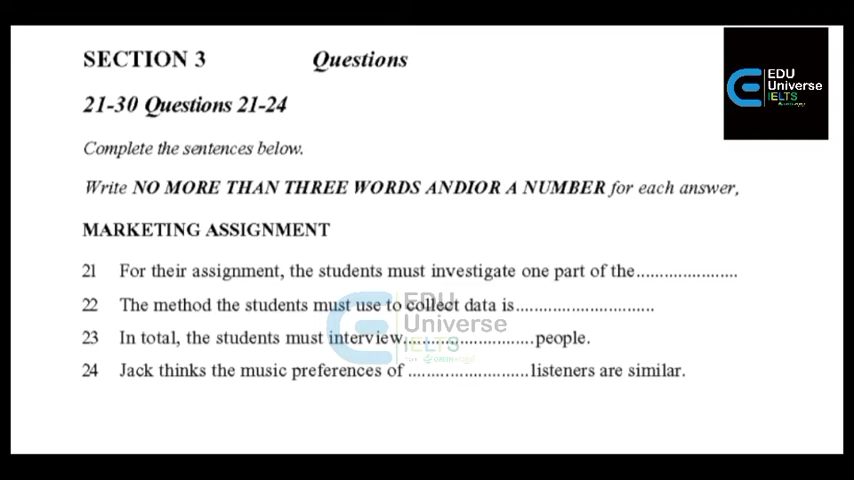 SECTION 3 Questions
EDU
Universe
IELTS
21-30 Questions 21-24
Complete the sentences below.
Write NO MORE THAN THREE WORDS ANDIOR A NUMBER for each answer,
MARKETING ASSIGNMENT
21 For their assignment, the students must investigate one part of the......................
22 The method the students must use to collect data is..............................
23 In total, the students must interview............................people.
24 Jack thinks the music preferences of ..........................listeners are similar.
EDU
Universe
IELTS